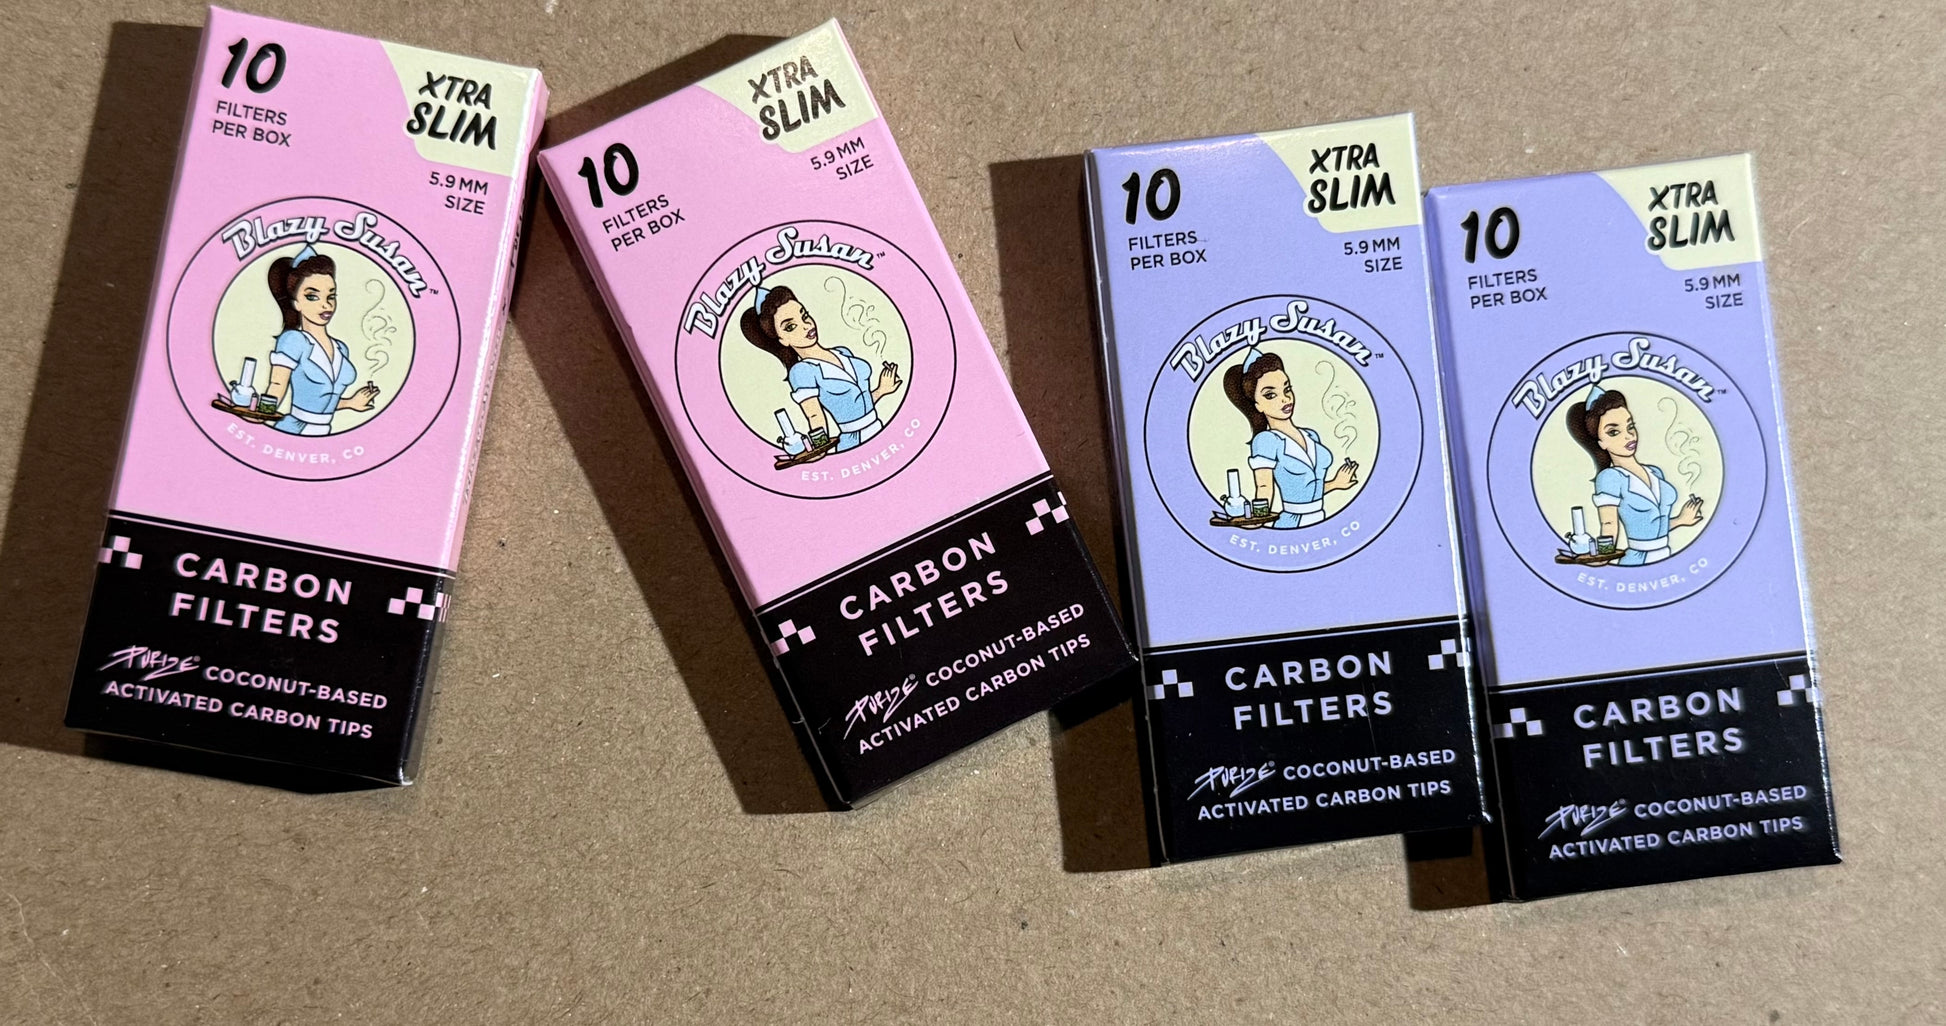 10
FILTERS
PER BOX
XTRA
SLIM
5.9 MM
SIZE
Blazy Susan™
EST. DENVER, CO
CARBON
FILTERS
PURIZE® COCONUT-BASED
ACTIVATED CARBON TIPS
10
FILTERS
PER BOX
XTRA
SLIM
5.9 MM
SIZE
Blazy Susan™
EST. DENVER, CO
CARBON
FILTERS
PURIZE® COCONUT-BASED
ACTIVATED CARBON TIPS
10
FILTERS
PER BOX
XTRA
SLIM
5.9 MM
SIZE
Blazy Susan™
EST. DENVER, CO
CARBON
FILTERS
PURIZE® COCONUT-BASED
ACTIVATED CARBON TIPS
10
FILTERS
PER BOX
XTRA
SLIM
5.9 MM
SIZE
Blazy Susan™
EST. DENVER, CO
CARBON
FILTERS
PURIZE® COCONUT-BASED
ACTIVATED CARBON TIPS